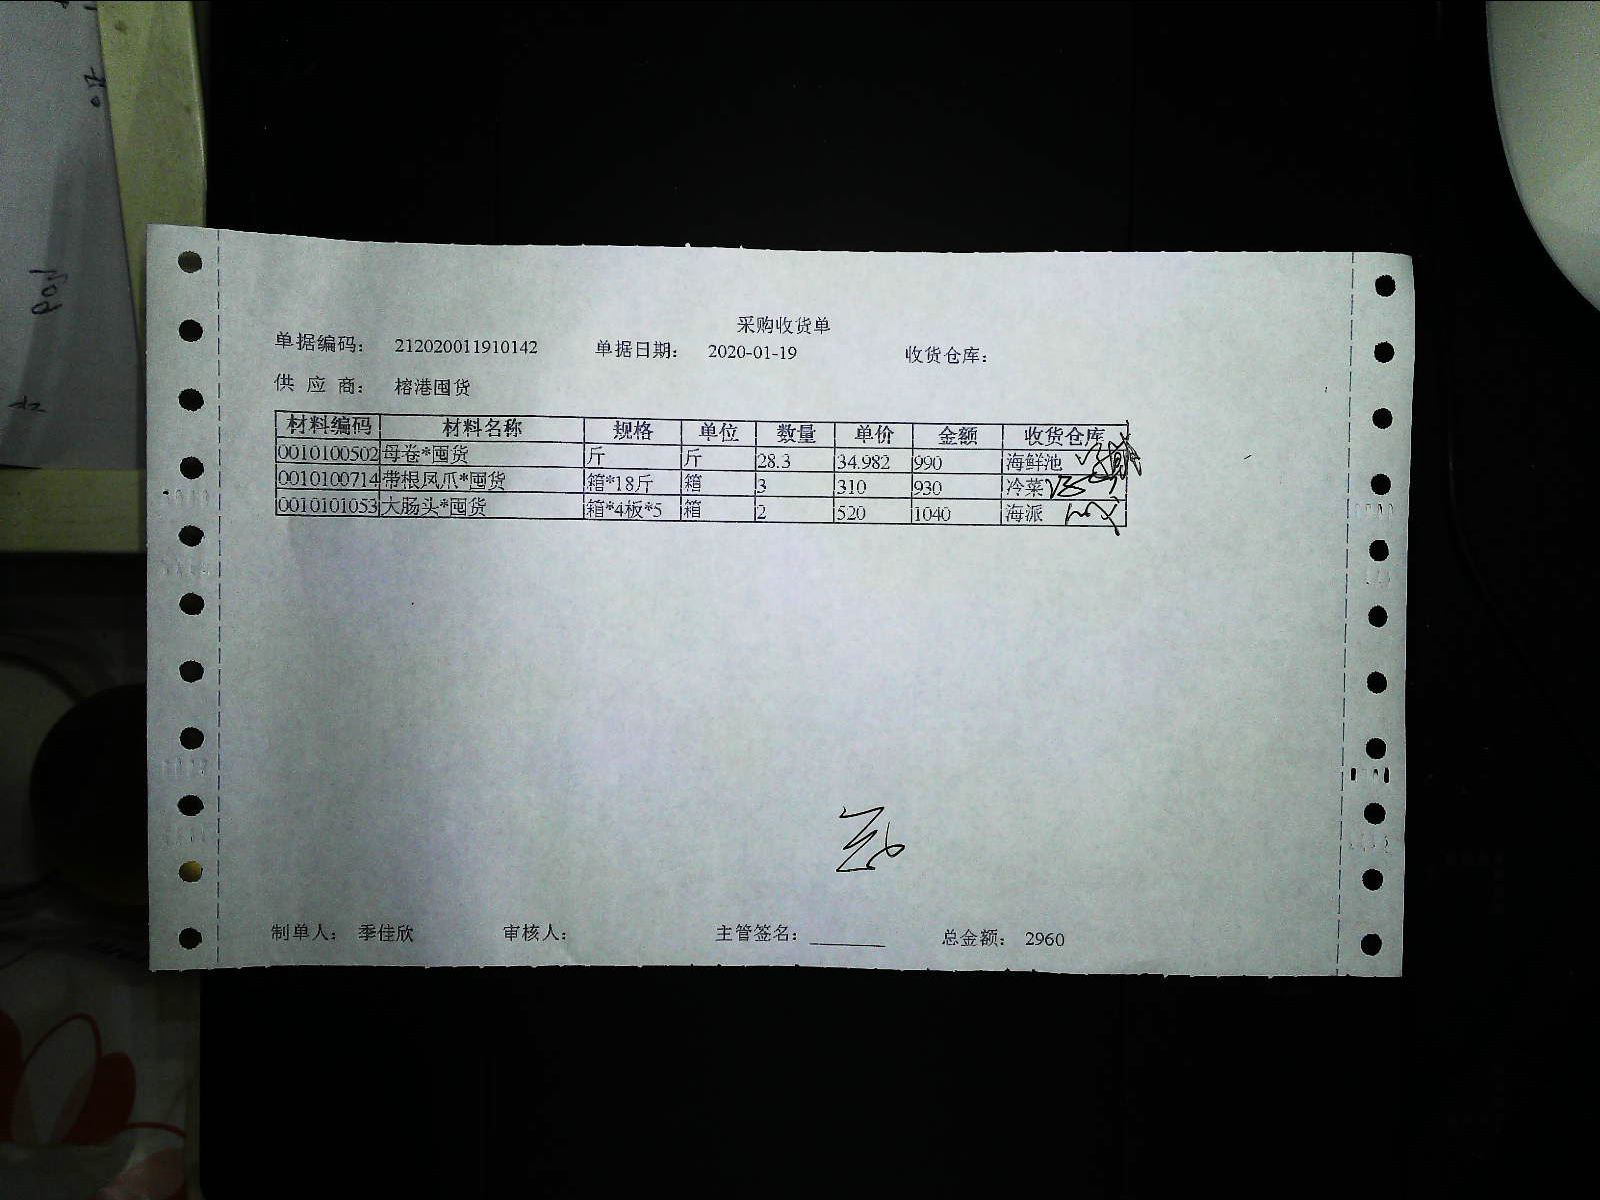 采购收货单
单据编码： 212020011910142 单据日期： 2020-01-19 收货仓库：
供 应 商： 榕港囤货
材料编码 材料名称 规格 单位 数量 单价 金额 收货仓库
0010100502 母卷*囤货 斤 斤 28.3 34.982 990 海鲜池
0010100714 带根凤爪*囤货 箱*18斤 箱 3 310 930 冷菜
0010101053 大肠头*囤货 箱*4板*5 箱 2 520 1040 海派
制单人： 季佳欣 审核人： 主管签名： 总金额： 2960